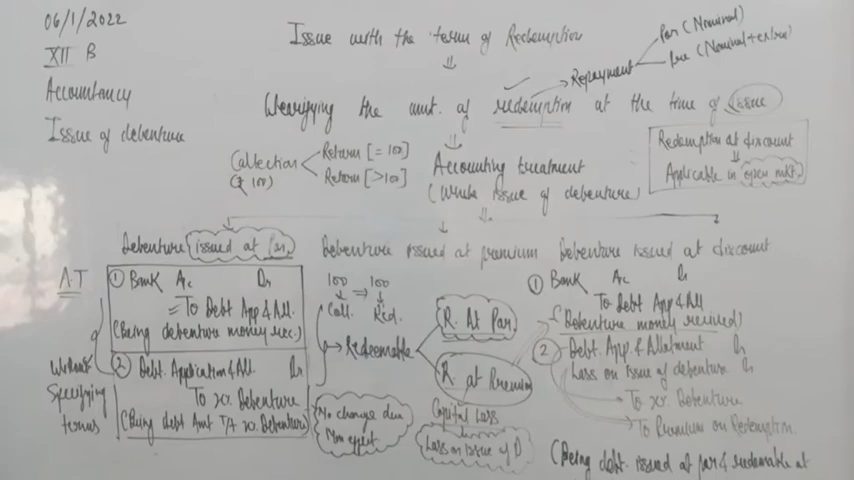 06/1/2022
XII B
Accountancy
Issue of debenture
Issue with the term of Redemption
Repayment
Par (Nominal)
Pre (Nominal+extra)
the amt. of redemption at the time of Issue
Collection
(₹ 100)
Return [= 100]
Return [>100]
Accounting treatment
(While issue of debenture)
Redemption at discount
Applicable in open mkt.
Debenture issued at Par,
AT
① Bank A/c Dr
To Debt App & All.
(Being debenture money rec.)
② Debt. Application & All. Dr
To xx. Debenture
(Being debt Amt T/A xx. Debenture)
Without
Specifying
terms
Debenture issued at premium
100 ⇒ 100
Coll. Red.
Redeemable
R. At Par
R. at Premium
Capital Loss
Loss on Issue of D
No change due
Debenture issued at discount
① Bank A/c Dr
To Debt App & All
(Debenture money received)
② Debt. App & Allotment Dr
Loss on Issue of debenture Dr
To xx. Debenture
To Premium on Redemption
(Being debt. issued at par & redeemable at